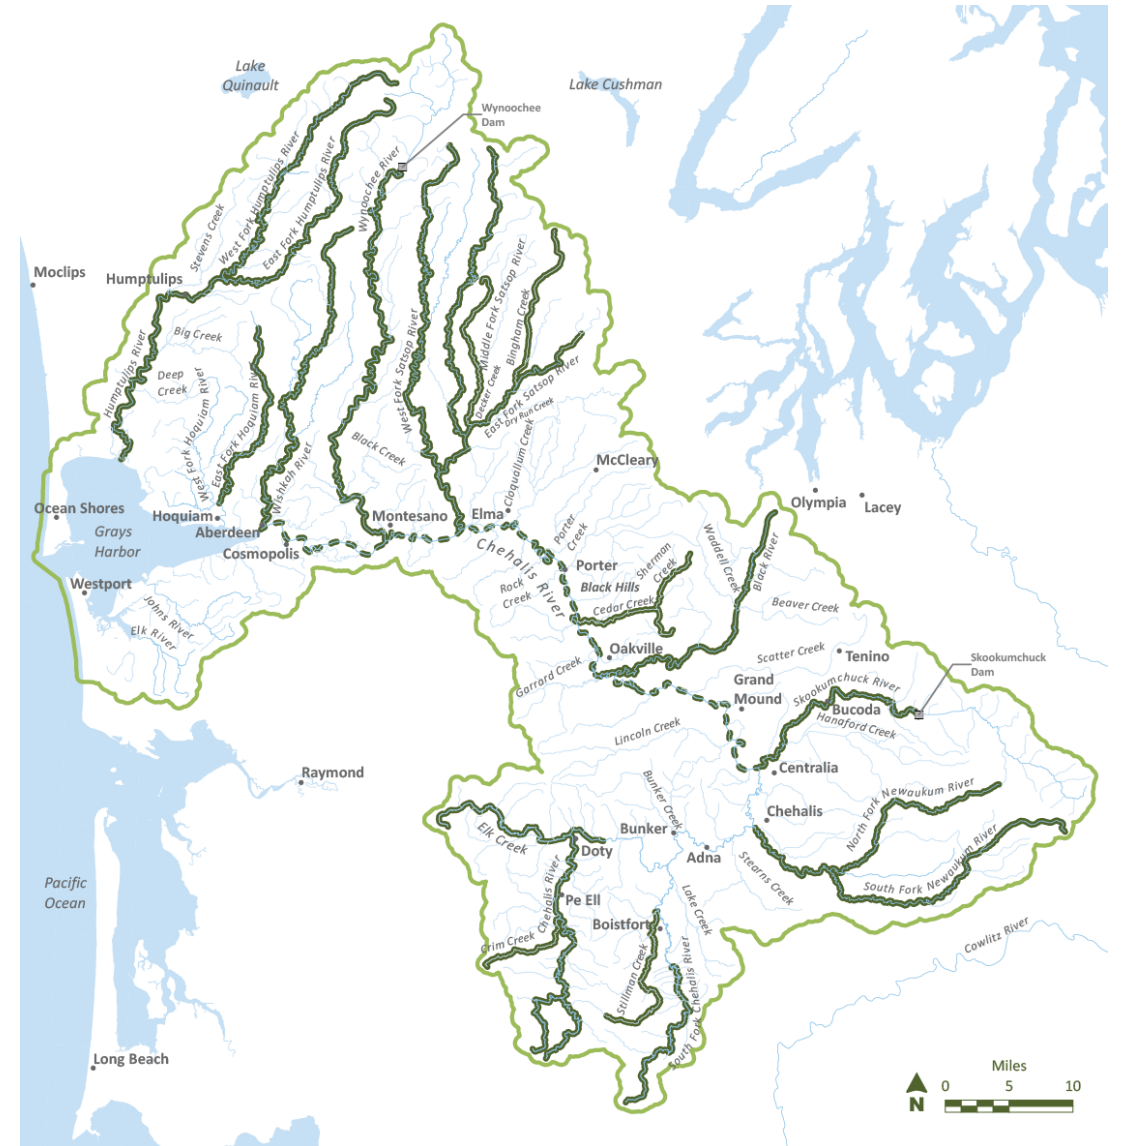 Lake
Quinault
Lake Cushman
Wynoochee
Dam
West Fork Humptulips River
East Fork Humptulips River
Wynoochee River
Stevens Creek
Moclips
Humptulips
Humptulips River
Big Creek
Deep
Creek
West Fork Hoquiam River
East Fork Hoquiam River
Wishkah River
Black Creek
West Fork Satsop River
Middle Fork Satsop River
Bingham Creek
Decker Creek
East Fork Satsop River
Dry Run Creek
Cloquallum Creek
McCleary
Olympia
Lacey
Ocean Shores
Grays
Harbor
Hoquiam
Aberdeen
Cosmopolis
Montesano
Elma
Chehalis River
Porter
Creek
Porter
Black Hills
Sherman
Creek
Waddell Creek
Black River
Westport
Johns River
Elk River
Rock
Creek
Cedar Creek
Beaver Creek
Oakville
Garrard Creek
Scatter Creek
Tenino
Skookumchuck
Dam
Grand
Mound
Skookumchuck River
Bucoda
Hanaford Creek
Lincoln Creek
Centralia
Raymond
Bunker Creek
North Fork Newaukum River
Chehalis
Elk Creek
Bunker
Doty
Adna
Stearns Creek
South Fork Newaukum River
Pacific
Ocean
Chehalis River
Pe Ell
Lake Creek
Boistfort
Crim Creek
Stillman Creek
South Fork Chehalis River
Cowlitz River
Long Beach
Miles
0 5 10
N